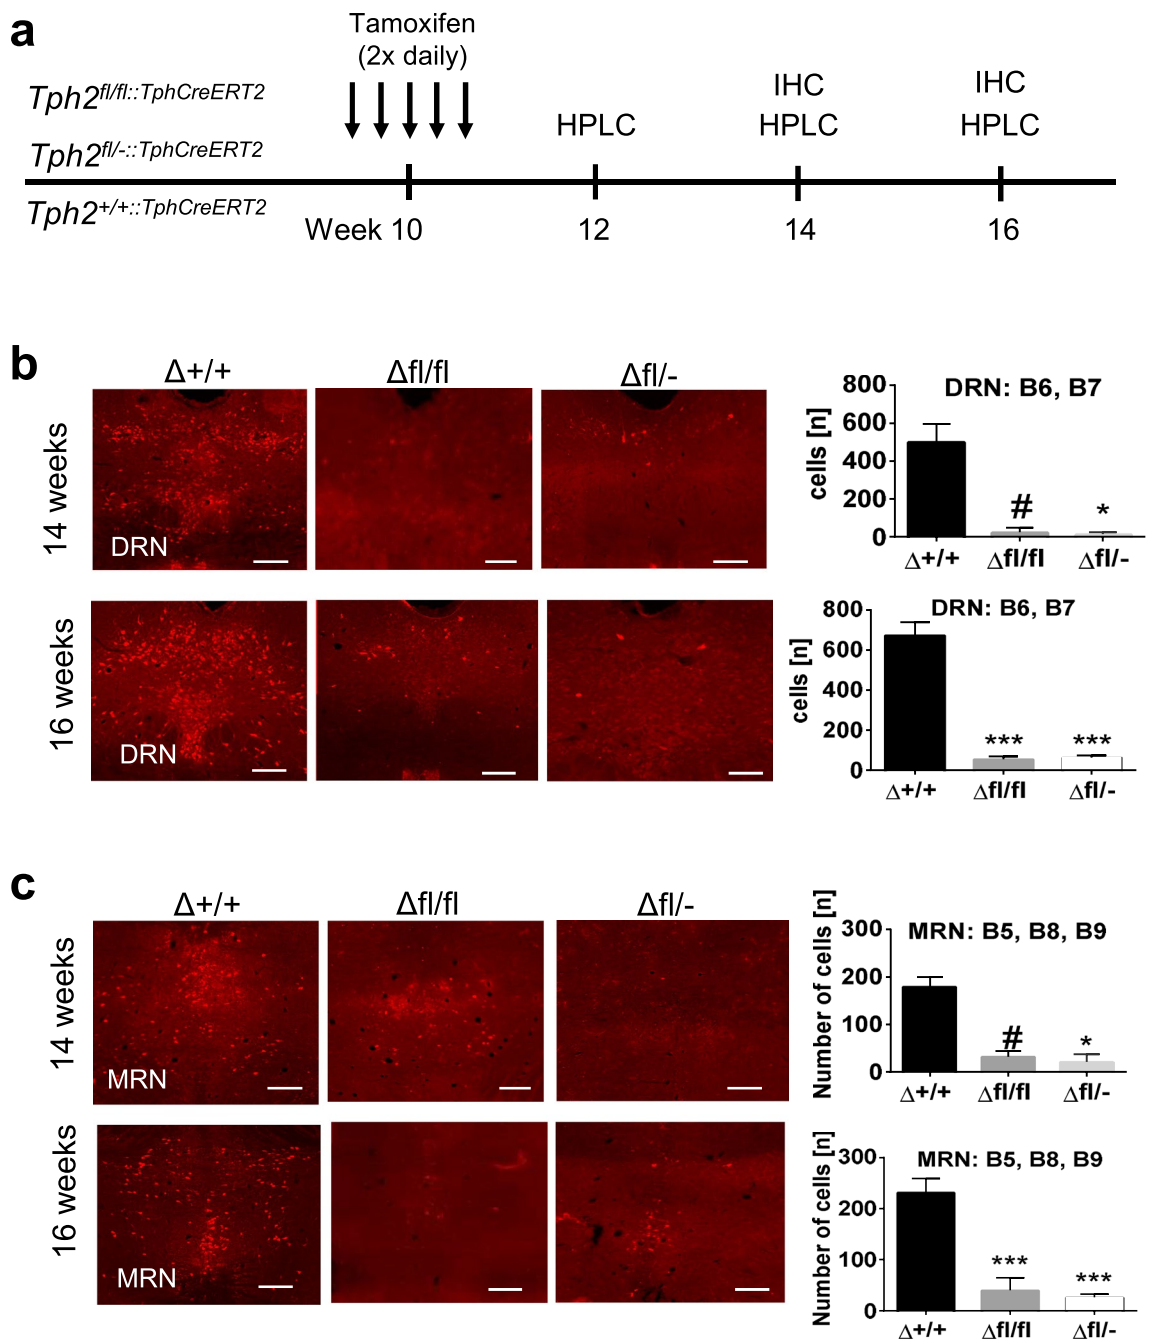 a
Tamoxifen
(2x daily)
Tph2fl/fl::TphCreERT2
IHC
IHC
HPLC
HPLC
HPLC
Tph2fl/-::TphCreERT2
Tph2+/+::TphCreERT2
Week 10
12
14
16
b
Δ+/+
Δfl/fl
Δfl/-
14 weeks
DRN
800
600
400
200
0
cells [n]
DRN: B6, B7
#
*
Δ+/+
Δfl/fl
Δfl/-
16 weeks
DRN
800
600
400
200
0
cells [n]
DRN: B6, B7
***
***
Δ+/+
Δfl/fl
Δfl/-
c
Δ+/+
Δfl/fl
Δfl/-
14 weeks
MRN
300
200
100
0
Number of cells [n]
MRN: B5, B8, B9
#
*
Δ+/+
Δfl/fl
Δfl/-
16 weeks
MRN
300
200
100
0
Number of cells [n]
MRN: B5, B8, B9
***
***
Δ+/+
Δfl/fl
Δfl/-